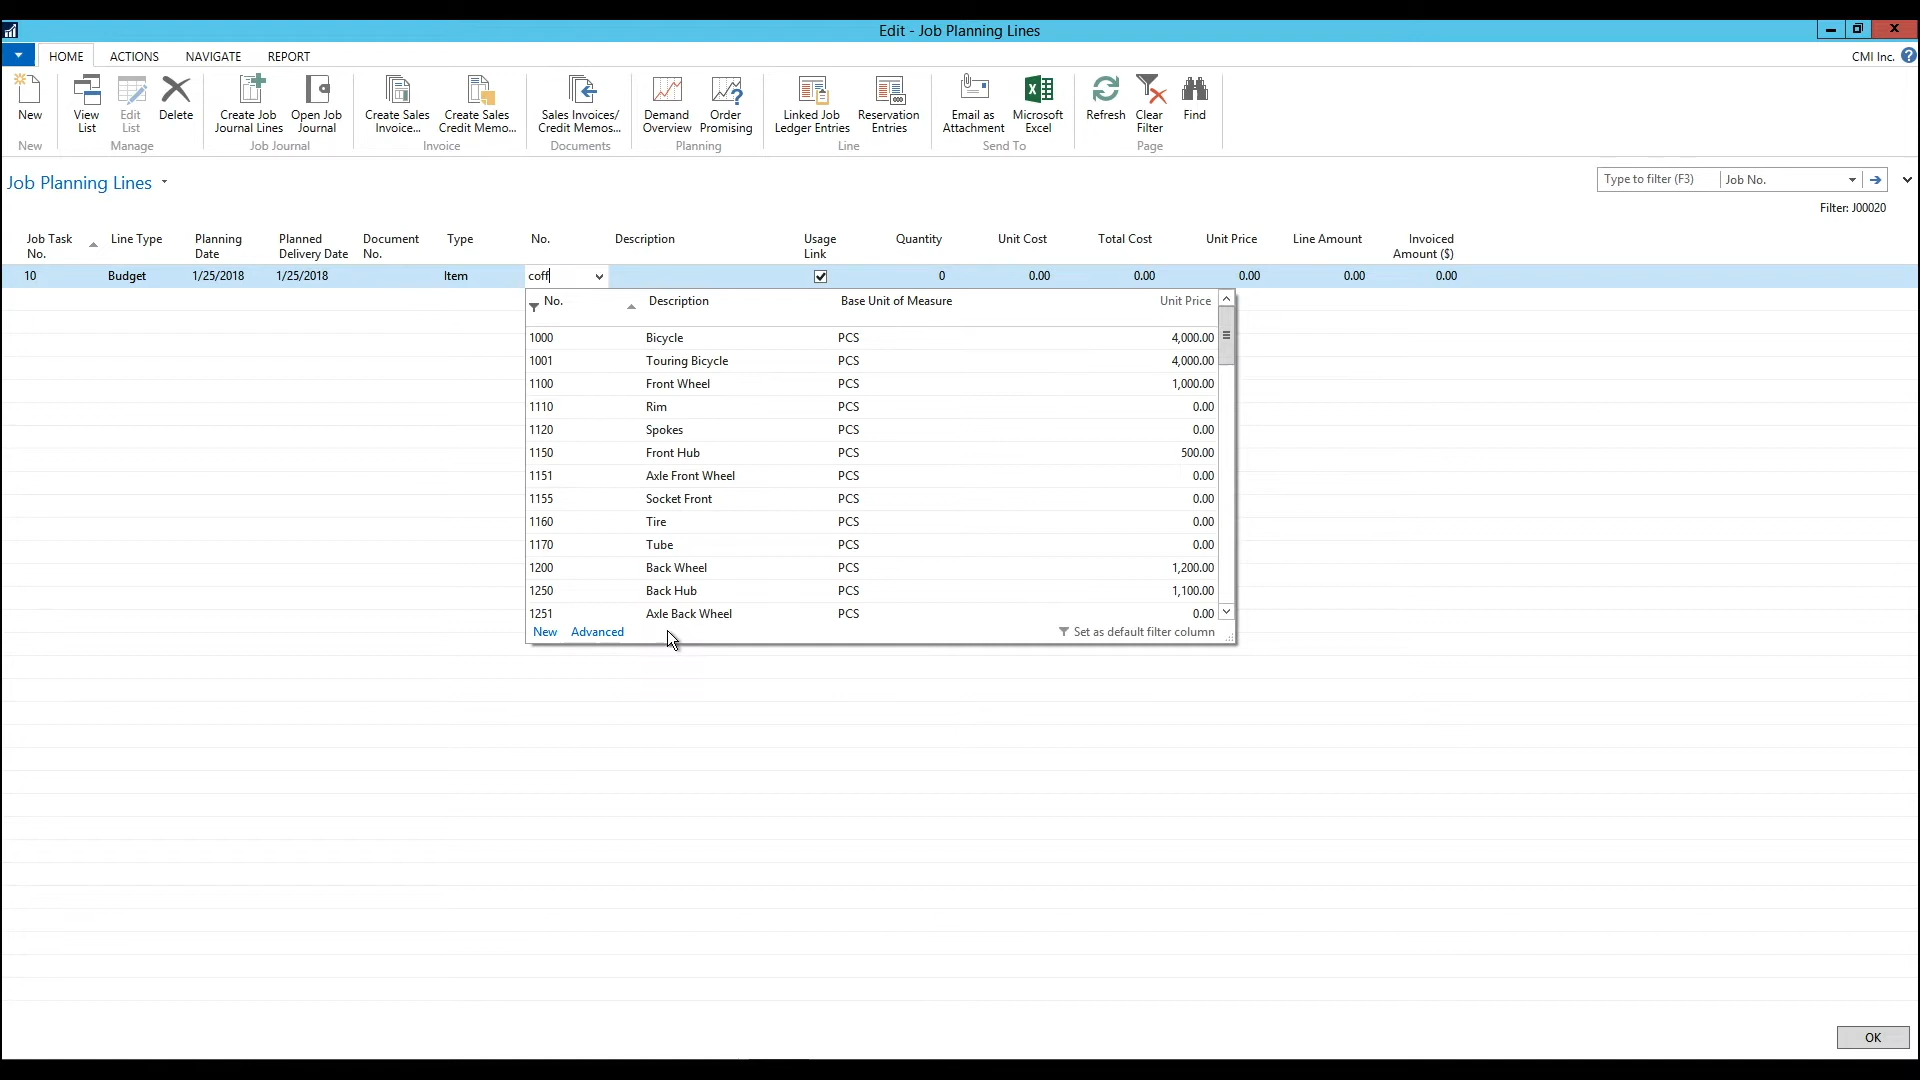 Edit - Job Planning Lines
HOME ACTIONS NAVIGATE REPORT
CMI Inc.
New
View List
Edit List
Delete
Create Job Journal Lines
Open Job Journal
Create Sales Invoice...
Create Sales Credit Memo...
Sales Invoices/ Credit Memos...
Demand Overview
Order Promising
Linked Job Ledger Entries
Reservation Entries
Email as Attachment
Microsoft Excel
Refresh
Clear Filter
Find
New Manage Job Journal Invoice Documents Planning Line Send To Page
Job Planning Lines
Type to filter (F3) Job No.
Filter: J00020
Job Task No. Line Type Planning Date Planned Delivery Date Document No. Type No. Description Usage Link Quantity Unit Cost Total Cost Unit Price Line Amount Invoiced Amount ($)
10 Budget 1/25/2018 1/25/2018 Item coff 0 0.00 0.00 0.00 0.00 0.00
No. Description Base Unit of Measure Unit Price
1000 Bicycle PCS 4,000.00
1001 Touring Bicycle PCS 4,000.00
1100 Front Wheel PCS 1,000.00
1110 Rim PCS 0.00
1120 Spokes PCS 0.00
1150 Front Hub PCS 500.00
1151 Axle Front Wheel PCS 0.00
1155 Socket Front PCS 0.00
1160 Tire PCS 0.00
1170 Tube PCS 0.00
1200 Back Wheel PCS 1,200.00
1250 Back Hub PCS 1,100.00
1251 Axle Back Wheel PCS 0.00
New Advanced Set as default filter column
OK